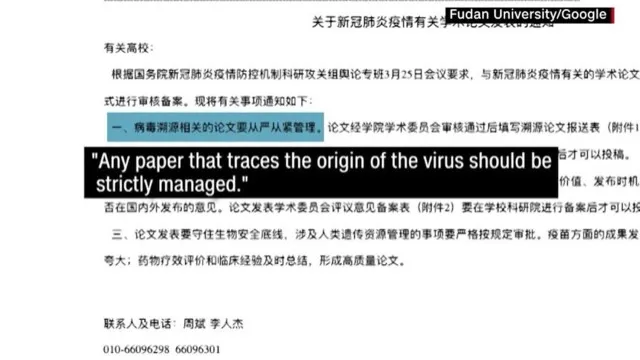 Fudan University/Google
关于新冠肺炎疫情有关学术论文发表的通知
有关高校：
根据国务院新冠肺炎疫情防控机制科研攻关组舆论专班3月25日会议要求，与新冠肺炎疫情有关的学术论文
式进行审核备案。现将有关事项通知如下：
一、病毒溯源相关的论文要从严从紧管理。论文经学院学术委员会审核通过后填写溯源论文报送表（附件1
后才可以投稿。
"Any paper that traces the origin of the virus should be
strictly managed."
价值、发布时机
否在国内外发布的意见。论文发表学术委员会评议意见备案表（附件2）要在学校科研院进行备案后才可以投
三、论文发表要守住生物安全底线，涉及人类遗传资源管理的事项要严格按规定审批。疫苗方面的成果发
夸大；药物疗效评价和临床经验及时总结，形成高质量论文。
联系人及电话：周斌 李人杰
010-66096298 66096301